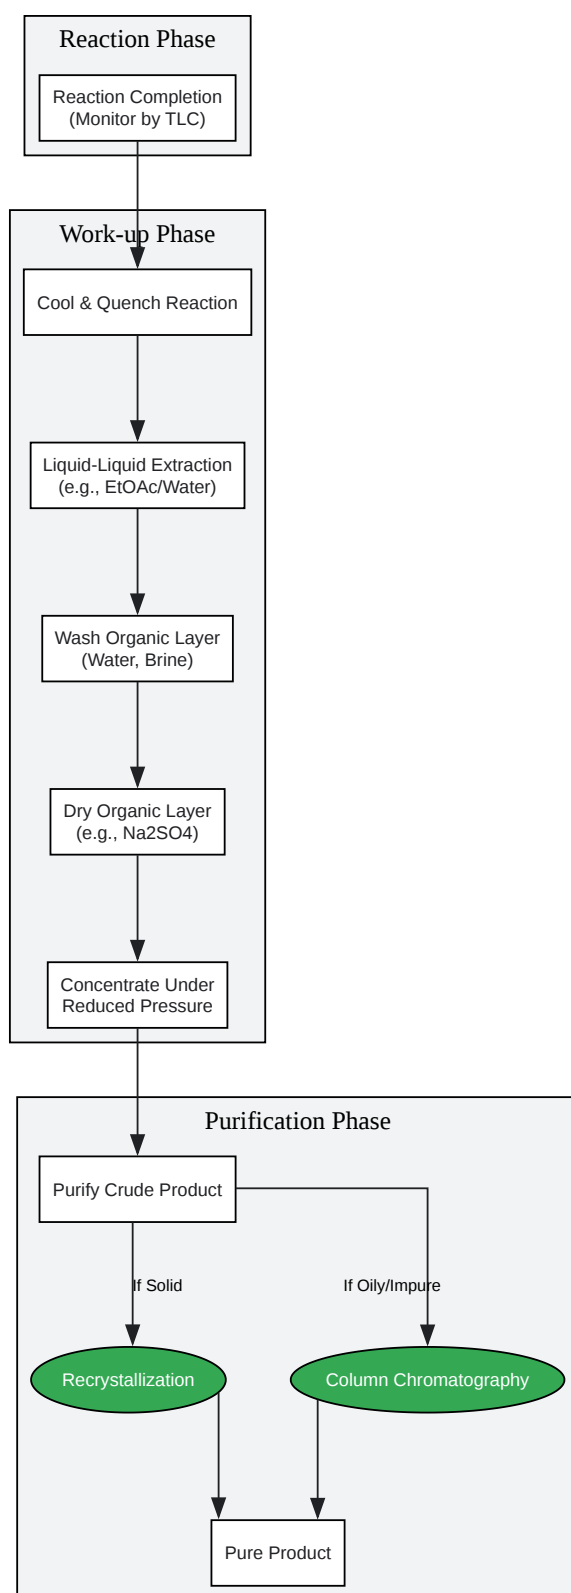 Reaction Phase
Reaction Completion
(Monitor by TLC)
Work-up Phase
Cool & Quench Reaction
Liquid-Liquid Extraction
(e.g., EtOAc/Water)
Wash Organic Layer
(Water, Brine)
Dry Organic Layer
(e.g., Na2SO4)
Concentrate Under
Reduced Pressure
Purification Phase
Purify Crude Product
If Solid
If Oily/Impure
Recrystallization
Column Chromatography
Pure Product